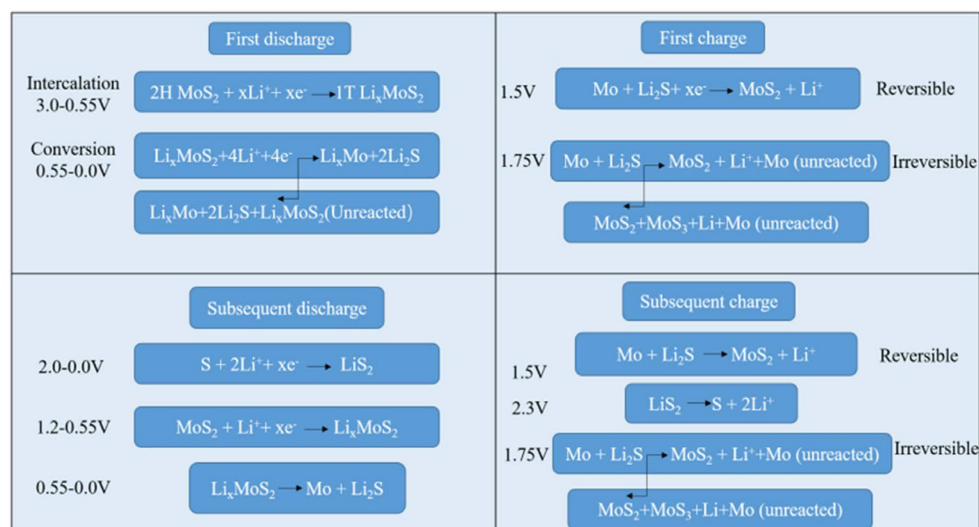 First discharge
Intercalation
3.0-0.55V
2H MoS₂ + xLi⁺+ xe⁻ → 1T LiₓMoS₂
Conversion
0.55-0.0V
LiₓMoS₂+4Li⁺+4e⁻ → LiₓMo+2Li₂S
LiₓMo+2Li₂S+LiₓMoS₂(Unreacted)
First charge
1.5V
Mo + Li₂S+ xe⁻ → MoS₂ + Li⁺
Reversible
1.75V
Mo + Li₂S → MoS₂ + Li⁺+Mo (unreacted)
Irreversible
MoS₂+MoS₃+Li+Mo (unreacted)
Subsequent discharge
2.0-0.0V
S + 2Li⁺+ xe⁻ → LiS₂
1.2-0.55V
MoS₂ + Li⁺+ xe⁻ → LiₓMoS₂
0.55-0.0V
LiₓMoS₂ → Mo + Li₂S
Subsequent charge
1.5V
Mo + Li₂S → MoS₂ + Li⁺
Reversible
2.3V
LiS₂ → S + 2Li⁺
1.75V
Mo + Li₂S → MoS₂ + Li⁺+Mo (unreacted)
Irreversible
MoS₂+MoS₃+Li+Mo (unreacted)